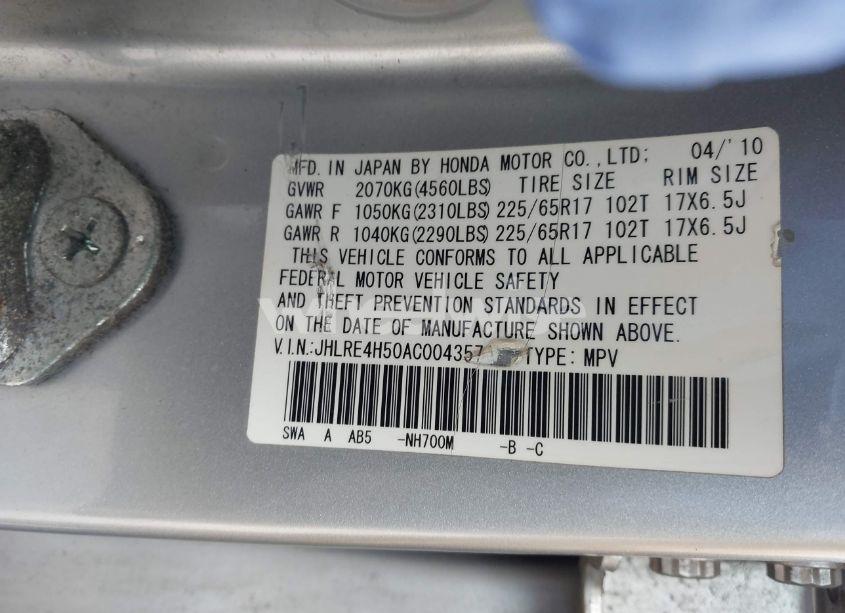 MFD. IN JAPAN BY HONDA MOTOR CO.,LTD; 04/'10
GVWR 2070KG(4560LBS) TIRE SIZE RIM SIZE
GAWR F 1050KG(2310LBS) 225/65R17 102T 17X6.5J
GAWR R 1040KG(2290LBS) 225/65R17 102T 17X6.5J
THIS VEHICLE CONFORMS TO ALL APPLICABLE
FEDERAL MOTOR VEHICLE SAFETY
AND THEFT PREVENTION STANDARDS IN EFFECT
ON THE DATE OF MANUFACTURE SHOWN ABOVE.
V.I.N.:JHLRE4H50AC004357 TYPE: MPV
SWA A AB5 -NH700M -B -C